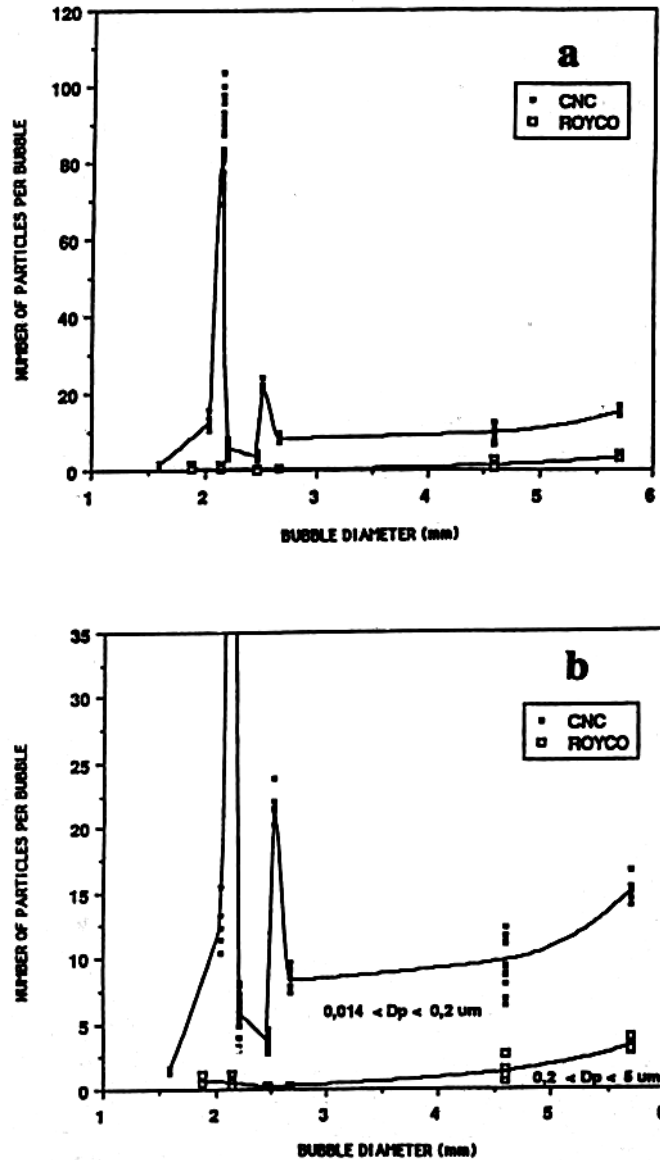 120
100
80
60
40
20
0
1
2
3
4
5
6
NUMBER OF PARTICLES PER BUBBLE
BUBBLE DIAMETER (mm)
a
CNC
ROYCO
35
30
25
20
15
10
5
0
1
2
3
4
5
6
NUMBER OF PARTICLES PER BUBBLE
BUBBLE DIAMETER (mm)
b
CNC
ROYCO
0,014 < Dp < 0,2 um
0,2 < Dp < 5 um